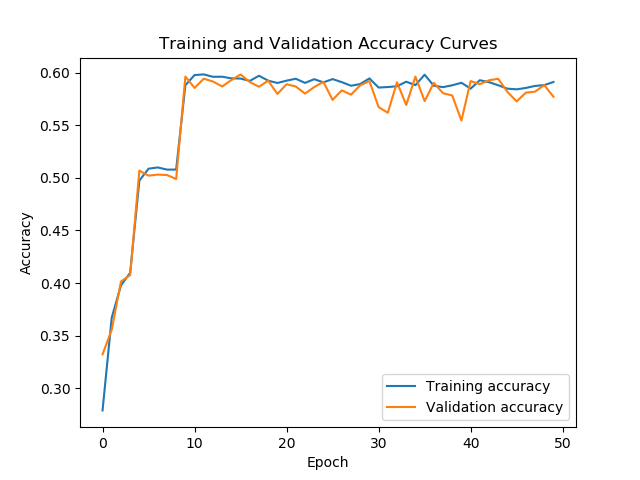 Training and Validation Accuracy Curves
0.60
0.55
0.50
0.45
0.40
0.35
0.30
Accuracy
Training accuracy
Validation accuracy
0 10 20 30 40 50
Epoch